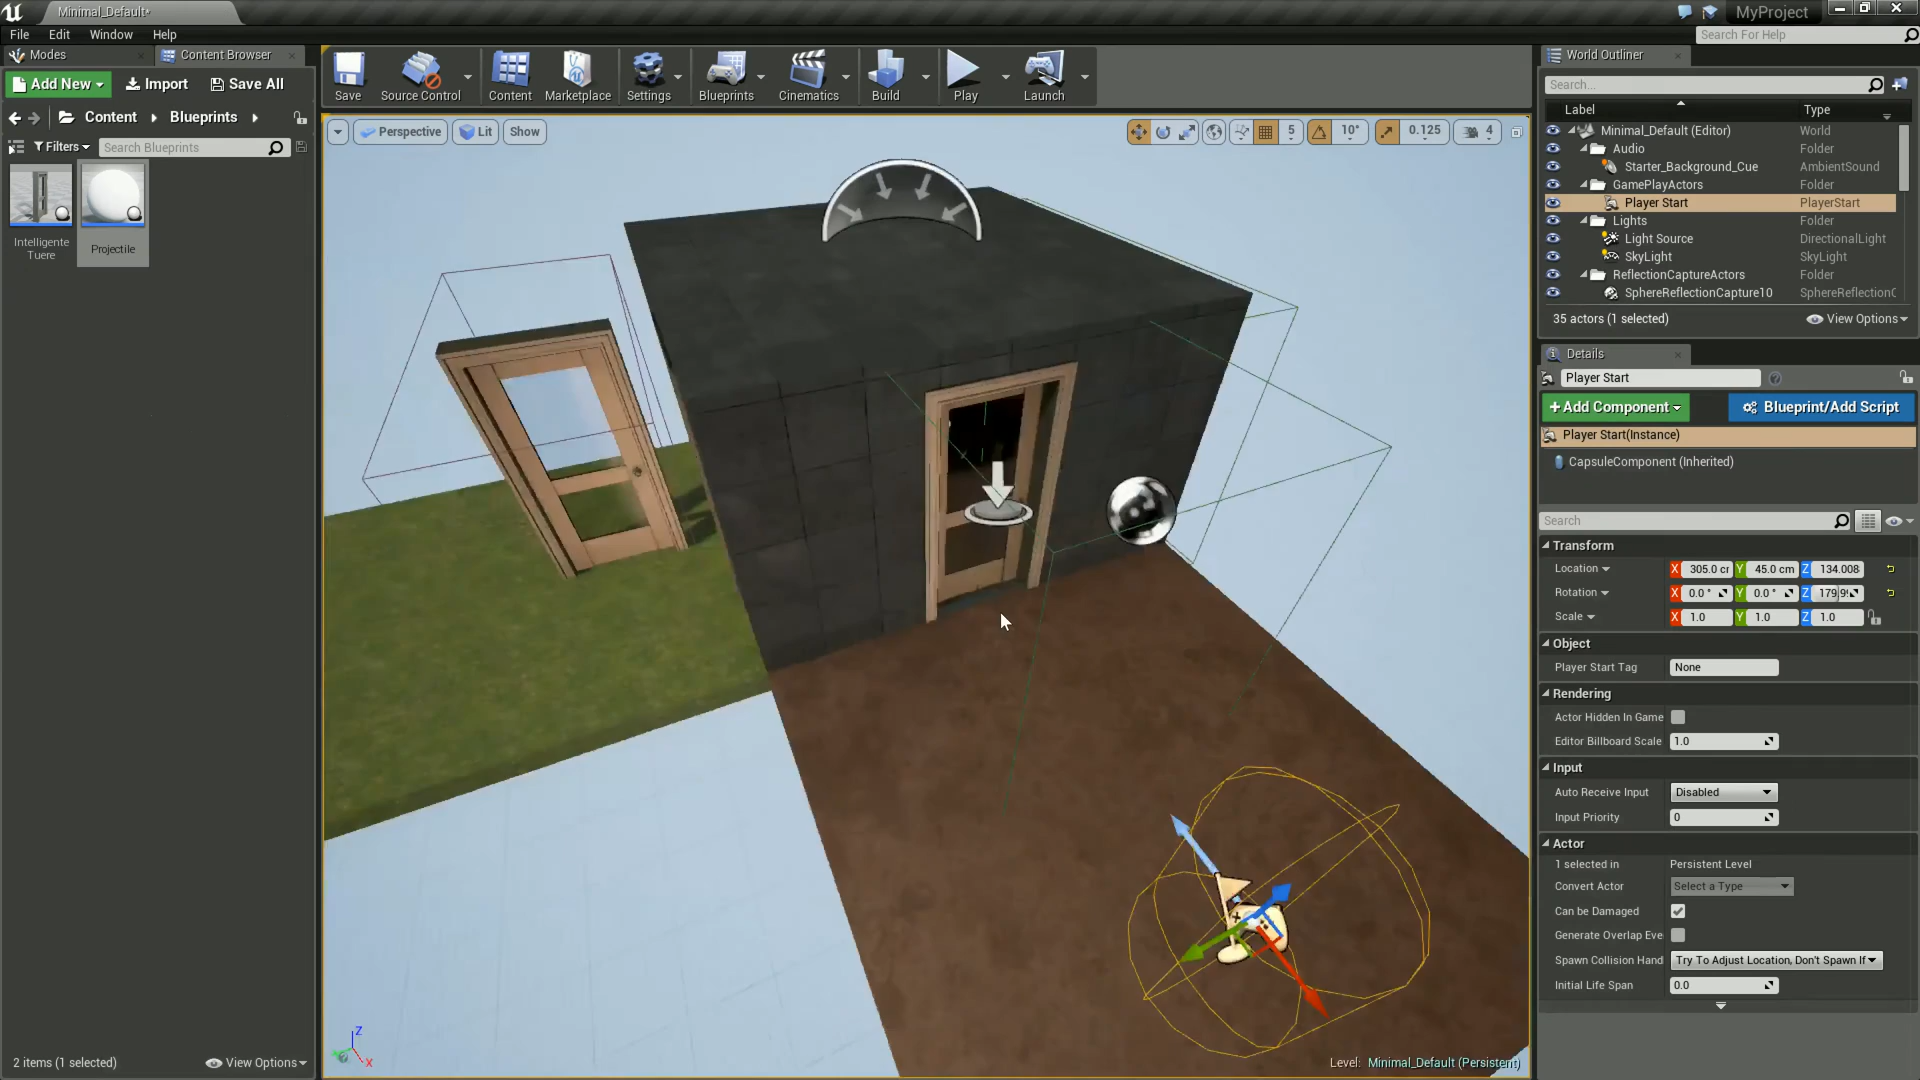 Minimal_Default*
MyProject
File Edit Window Help
Search For Help
Modes
Content Browser
World Outliner
Add New
Import
Save All
Save
Source Control
Content
Marketplace
Settings
Blueprints
Cinematics
Build
Play
Launch
Search...
Content
Blueprints
Label
Type
Perspective
Lit
Show
5
10°
0.125
4
Filters
Search Blueprints
Minimal_Default (Editor) World
Audio Folder
Starter_Background_Cue AmbientSound
GamePlayActors Folder
Player Start PlayerStart
Lights Folder
Light Source DirectionalLight
SkyLight SkyLight
ReflectionCaptureActors Folder
SphereReflectionCapture10
Intelligente
Tuere
Projectile
35 actors (1 selected)
View Options
Details
Player Start
Add Component
Blueprint/Add Script
Player Start(Instance)
CapsuleComponent (Inherited)
Search
Transform
Location X 305.0 cr Y 45.0 cm Z 134.008
Rotation X 0.0 ° Y 0.0 ° Z
Scale X 1.0 Y 1.0 Z 1.0
Object
Player Start Tag None
Rendering
Actor Hidden In Game
Editor Billboard Scale 1.0
Input
Auto Receive Input Disabled
Input Priority 0
Actor
1 selected in Persistent Level
Convert Actor Select a Type
Can be Damaged
Generate Overlap Eve
Spawn Collision Hand Try To Adjust Location, Don't Spawn If
Initial Life Span 0.0
Z
X
2 items (1 selected)
View Options
Level: Minimal_Default (Persistent)